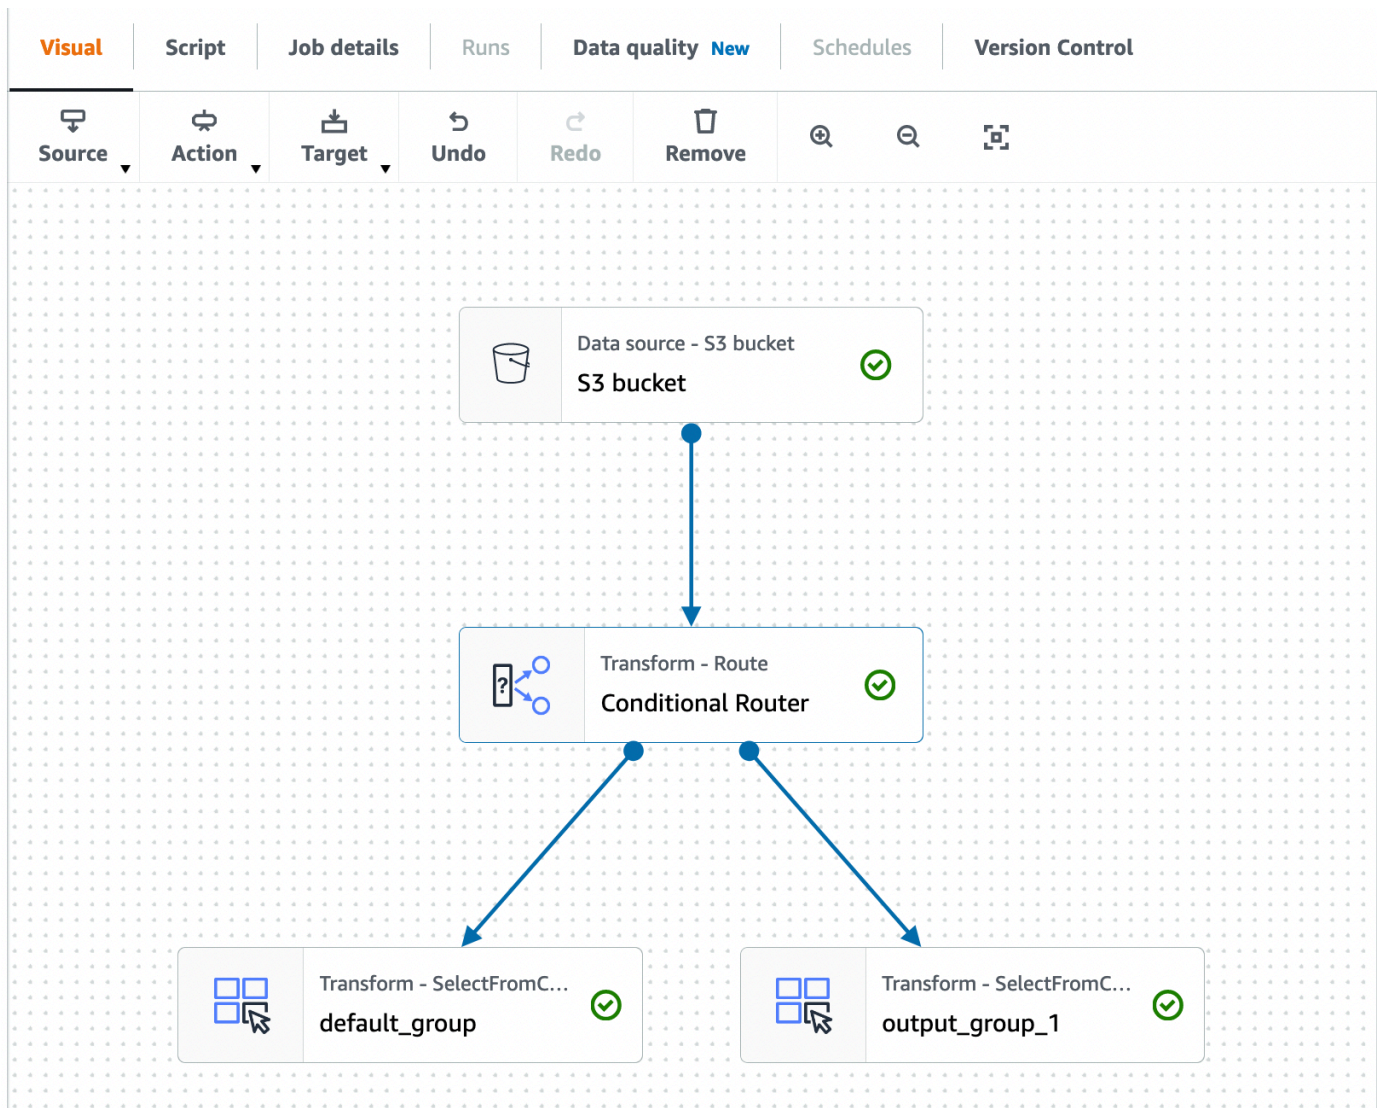 Visual Script Job details Runs Data quality New Schedules Version Control
Source Action Target Undo Redo Remove
Data source - S3 bucket
S3 bucket
?
Transform - Route
Conditional Router
Transform - SelectFromC...
default_group
Transform - SelectFromC...
output_group_1